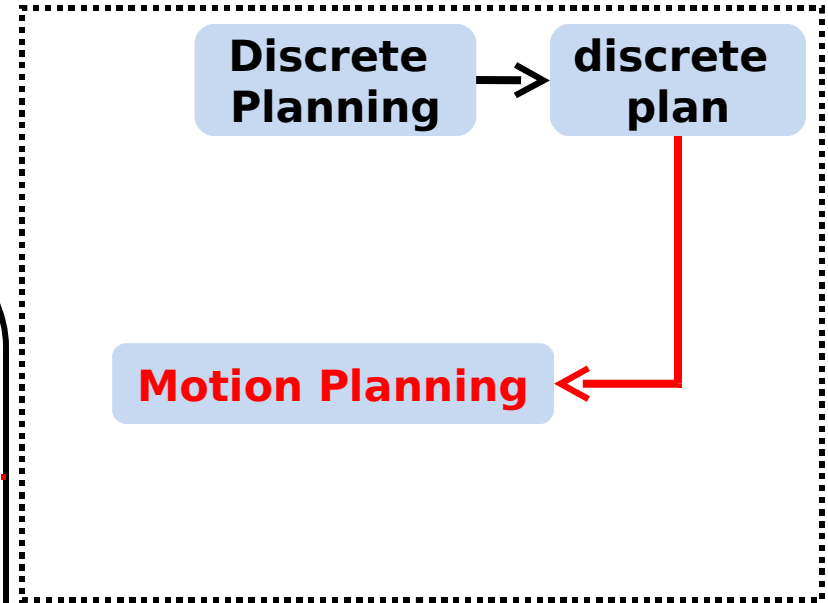 Discrete
Planning
discrete
plan
Motion Planning